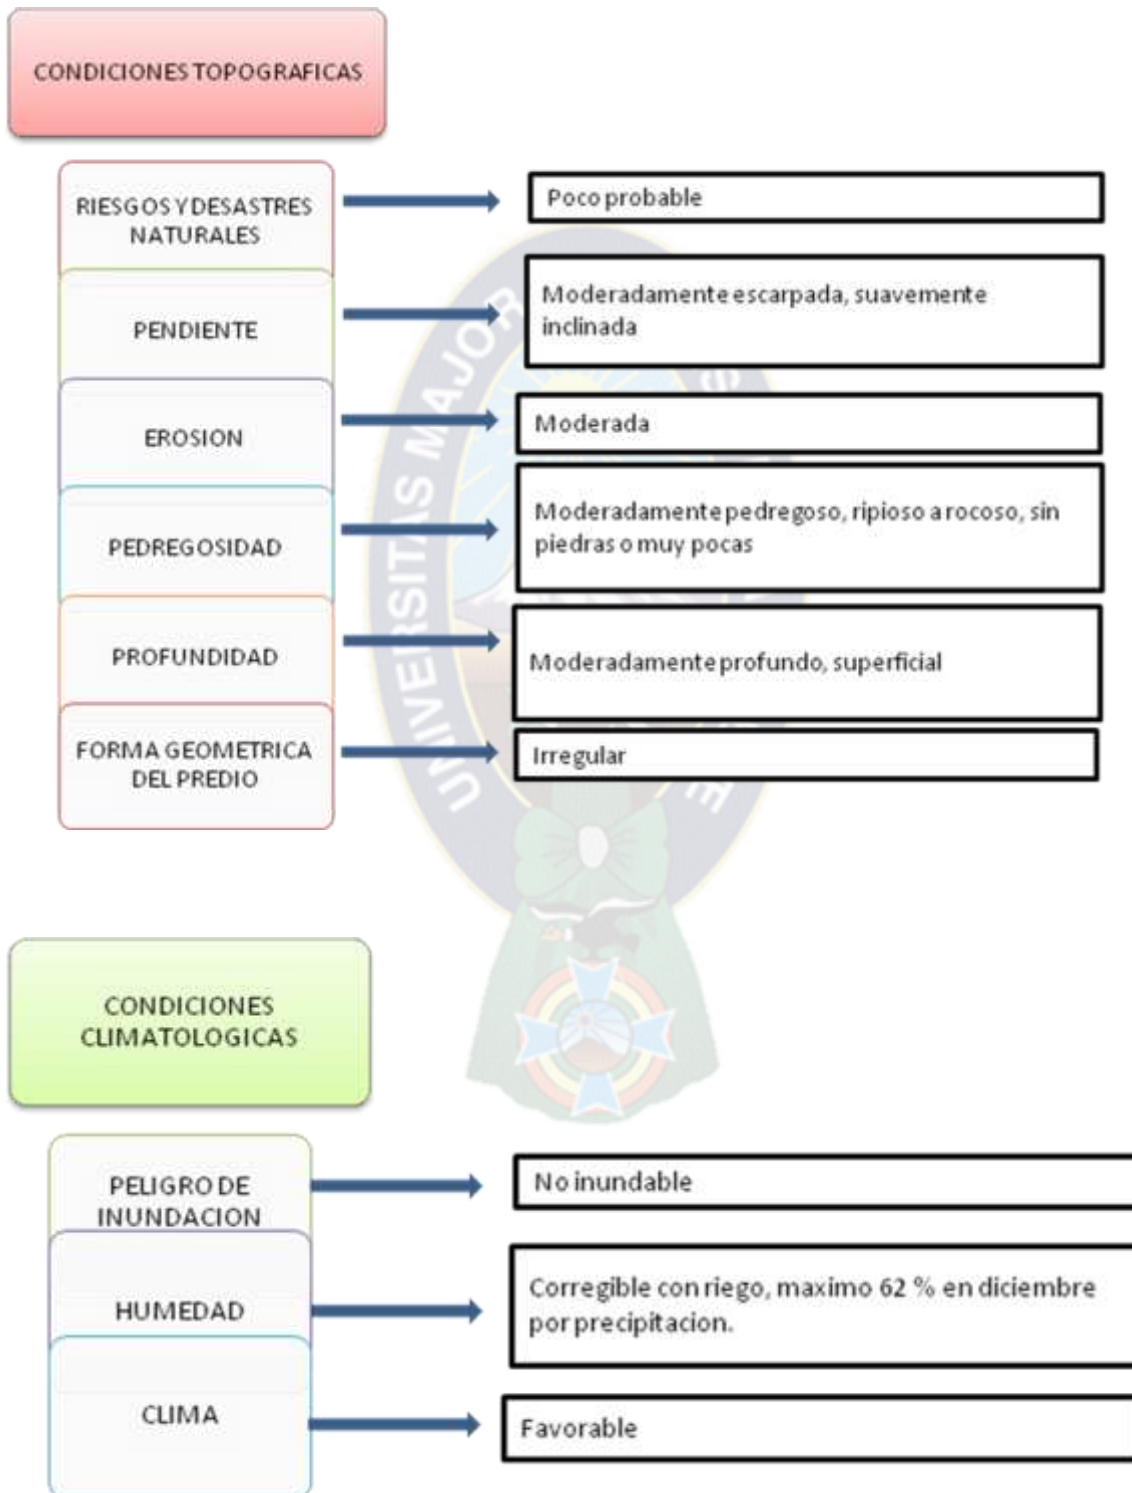 CONDICIONES TOPOGRAFICAS
RIESGOS Y DESASTRES
NATURALES
Poco probable
PENDIENTE
Moderadamente escarpada, suavemente
inclinada
EROSION
Moderada
PEDREGOSIDAD
Moderadamente pedregoso, ripioso a rocoso, sin
piedras o muy pocas
PROFUNDIDAD
Moderadamente profundo, superficial
FORMA GEOMETRICA
DEL PREDIO
Irregular
UNIVERSITAS MAJOR
CONDICIONES
CLIMATOLOGICAS
PELIGRO DE
INUNDACION
No inundable
HUMEDAD
Corregible con riego, maximo 62 % en diciembre
por precipitacion.
CLIMA
Favorable